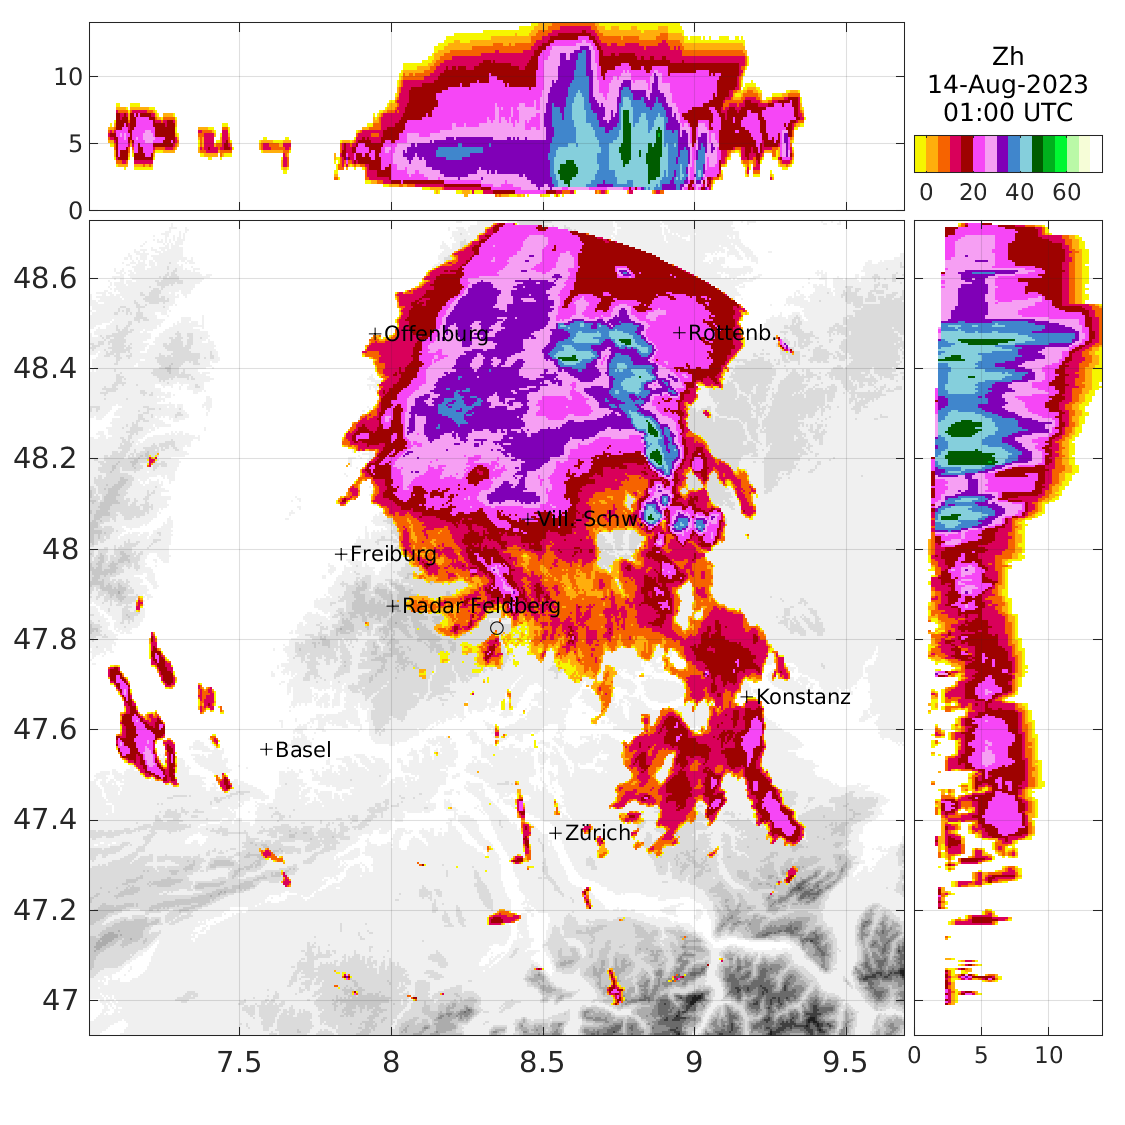 10
5
0
Zh
14-Aug-2023
01:00 UTC
0 20 40 60
48.6
48.4
48.2
48
47.8
47.6
47.4
47.2
47
+Offenburg
+Rottenb.
+Vill.-Schw.
+Freiburg
+Radar Feldberg
+Konstanz
+Basel
+Zürich
7.5 8 8.5 9 9.5
0 5 10